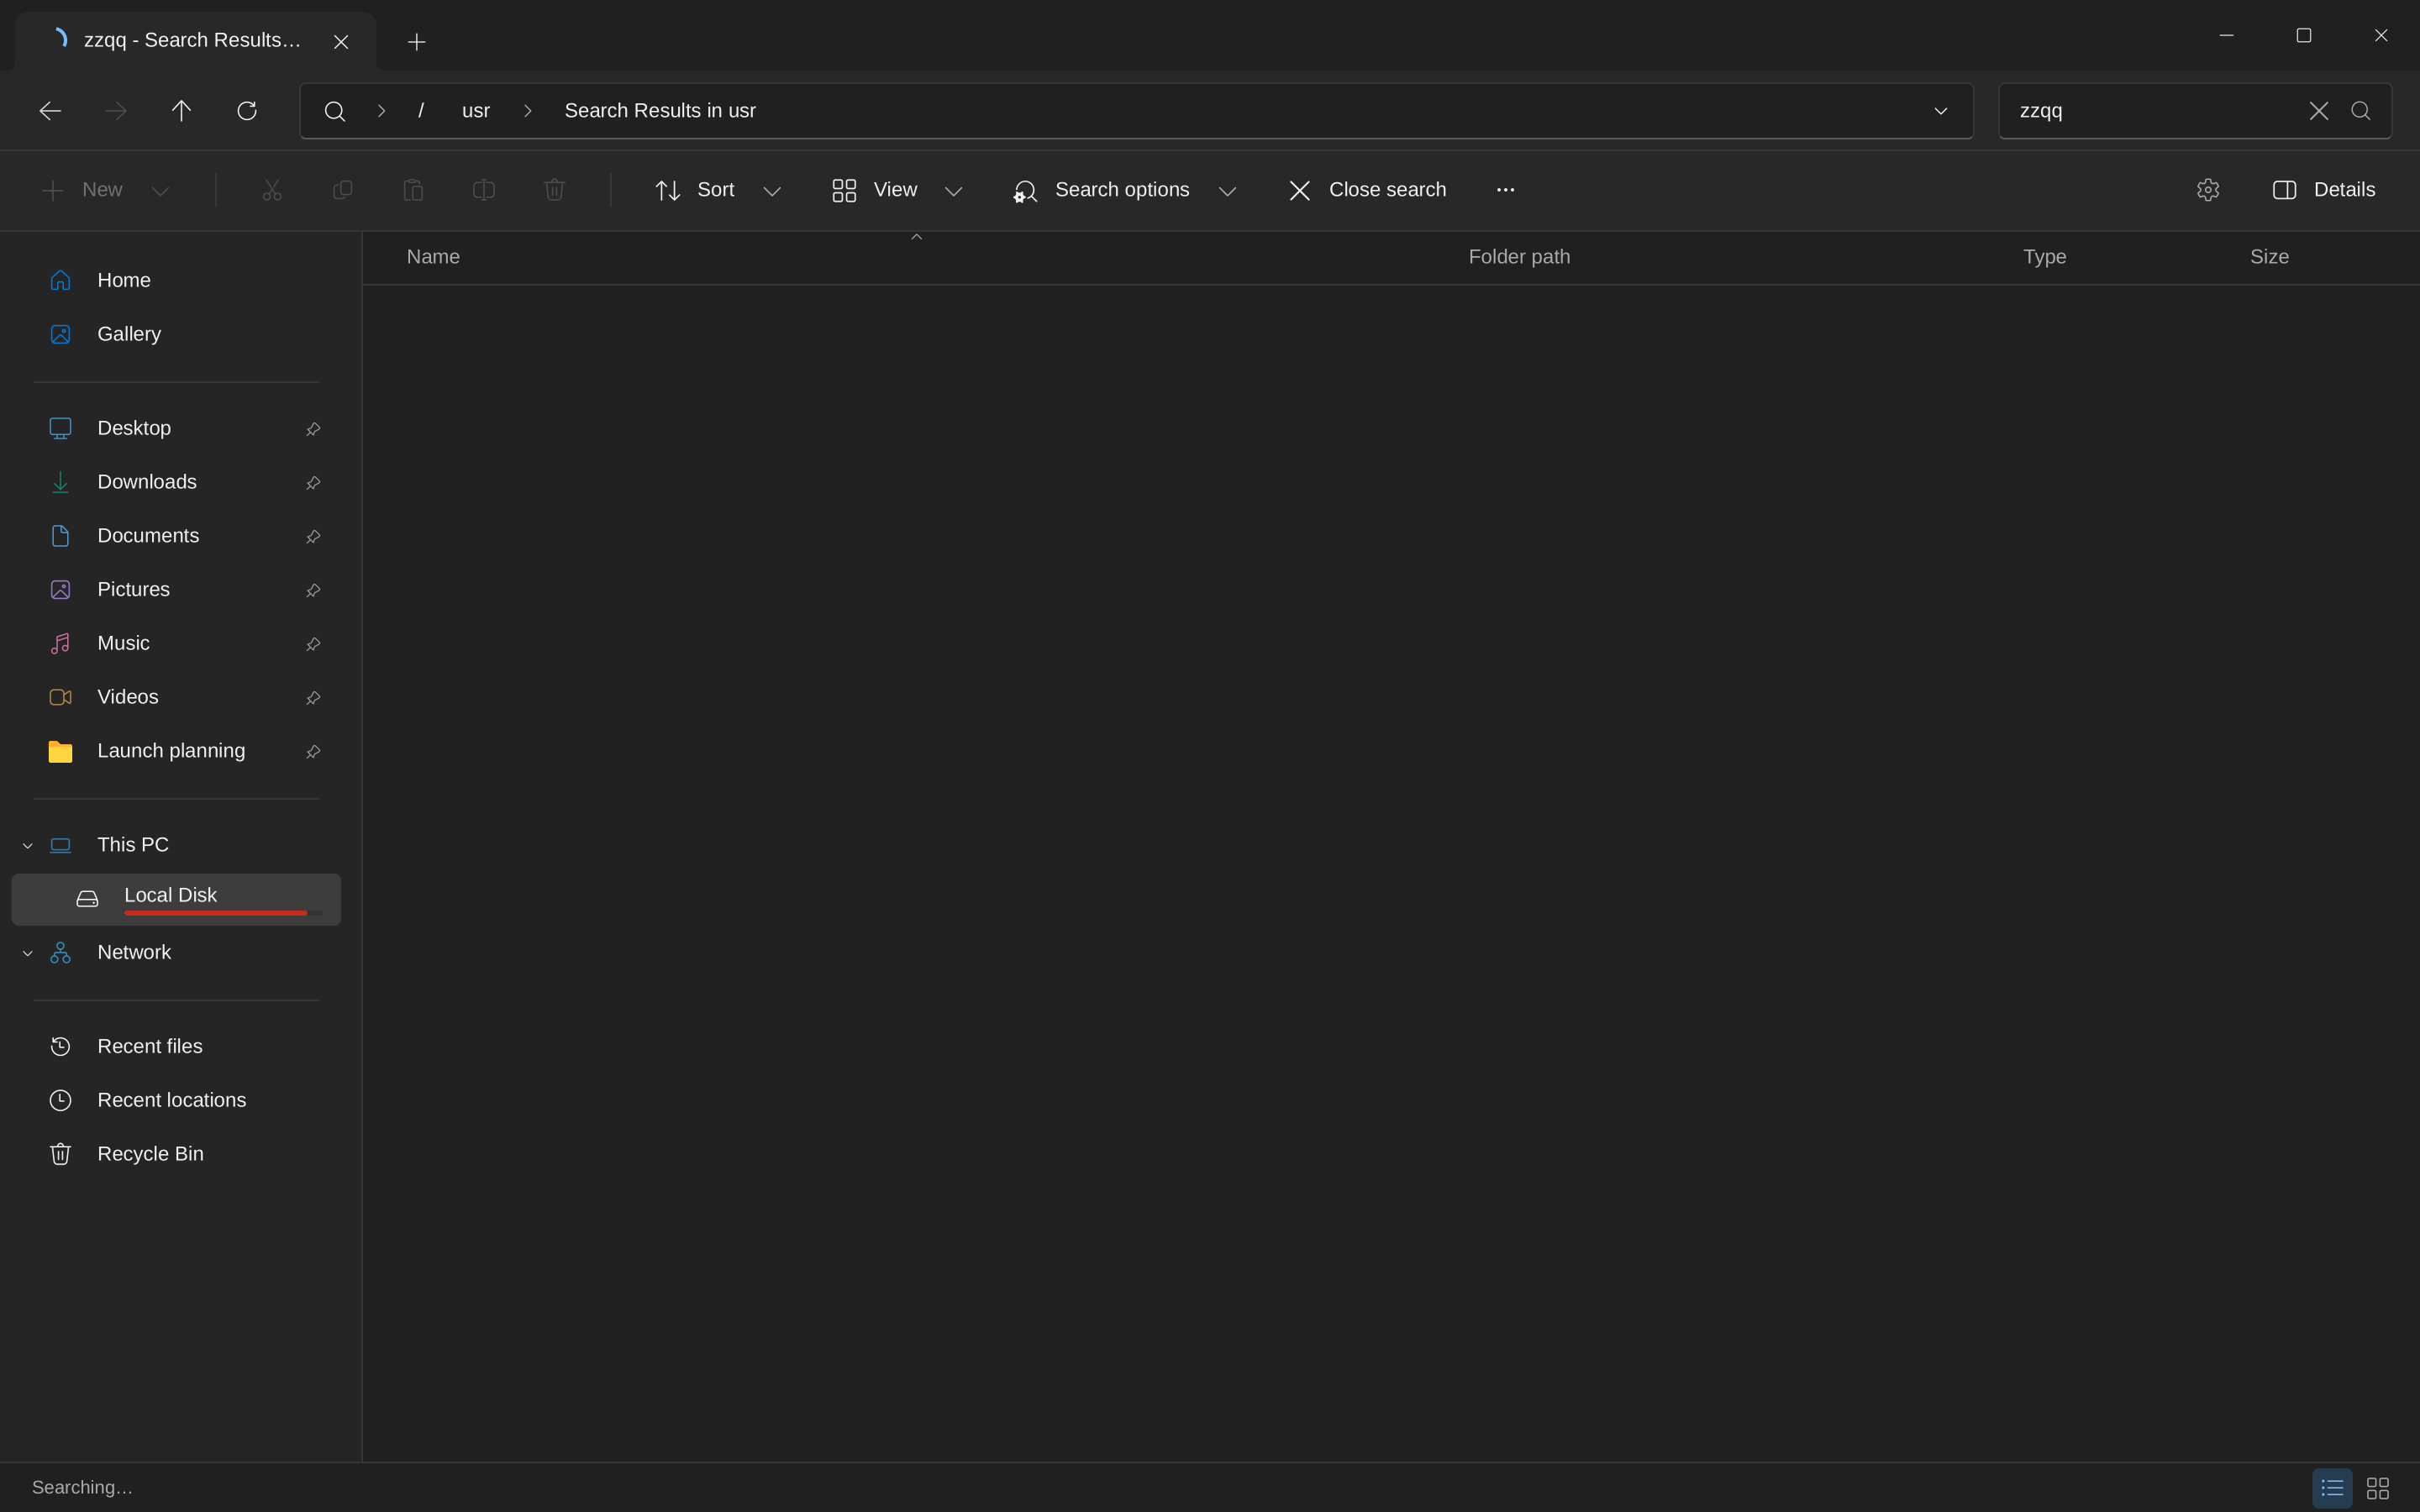 zzqq - Search Results…
/ usr Search Results in usr
zzqq
New
Sort
View
Search options
Close search
Details
Name
Folder path
Type
Size
Home
Gallery
Desktop
Downloads
Documents
Pictures
Music
Videos
Launch planning
This PC
Local Disk
Network
Recent files
Recent locations
Recycle Bin
Searching…